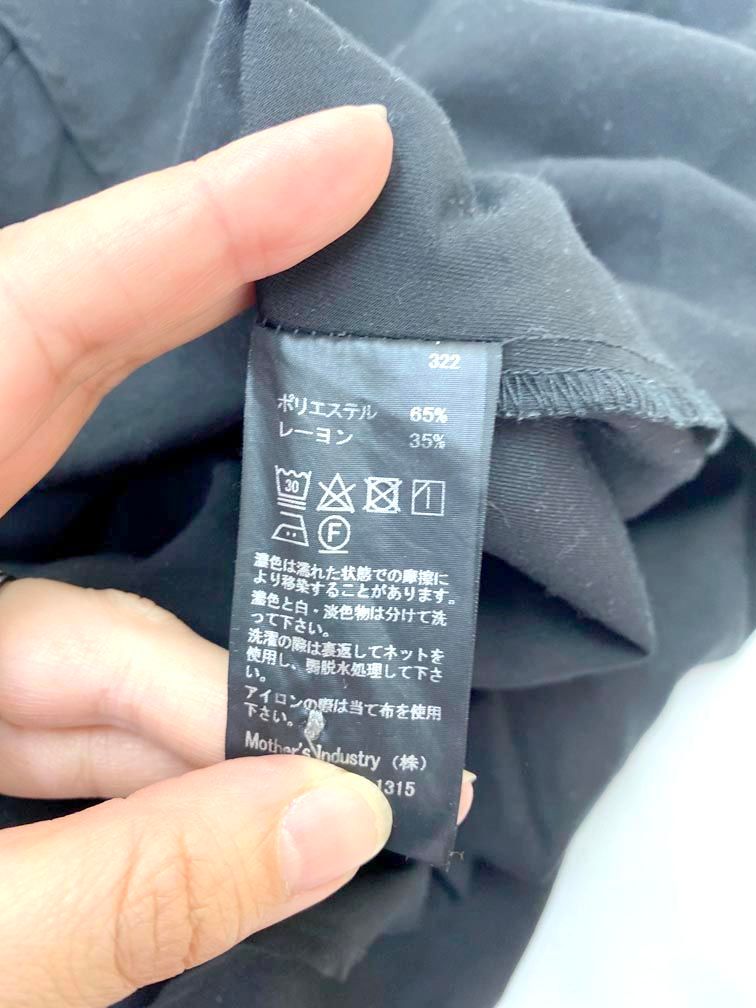 322
ポリエステル 65%
レーヨン 35%
30
F
濃色は濡れた状態での摩擦に
より移染することがあります。
濃色と白・淡色物は分けて洗
って下さい。
洗濯の際は裏返してネットを
使用し、弱脱水処理して下さ
い。
アイロンの際は当て布を使用
下さい。
Mother's Industry（株）
1315